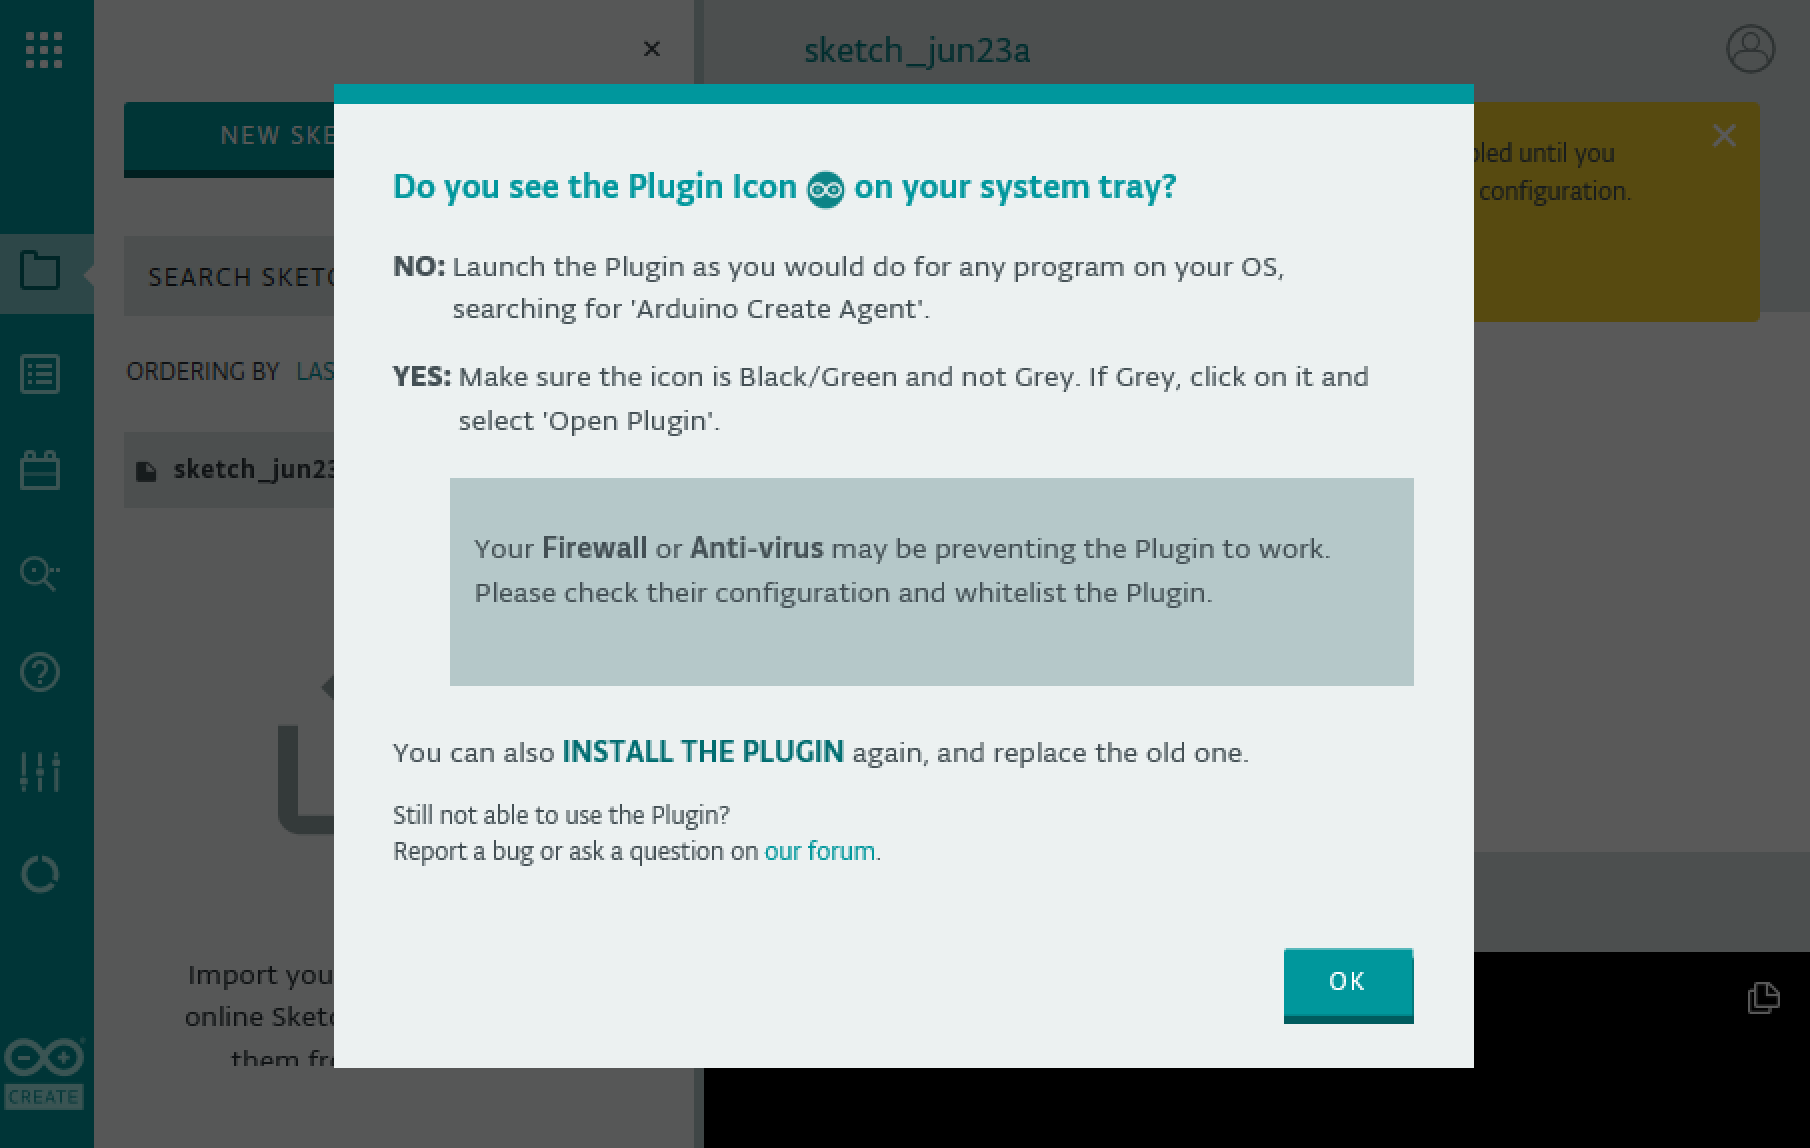 sketch_jun23a
NEW SKE
bled until you
configuration.
SEARCH SKETC
ORDERING BY LAS
sketch_jun23
Do you see the Plugin Icon on your system tray?
NO: Launch the Plugin as you would do for any program on your OS,
searching for 'Arduino Create Agent'.
YES: Make sure the icon is Black/Green and not Grey. If Grey, click on it and
select 'Open Plugin'.
Your Firewall or Anti-virus may be preventing the Plugin to work.
Please check their configuration and whitelist the Plugin.
You can also INSTALL THE PLUGIN again, and replace the old one.
Still not able to use the Plugin?
Report a bug or ask a question on our forum.
OK
Import you
online Sketc
them fr
CREATE